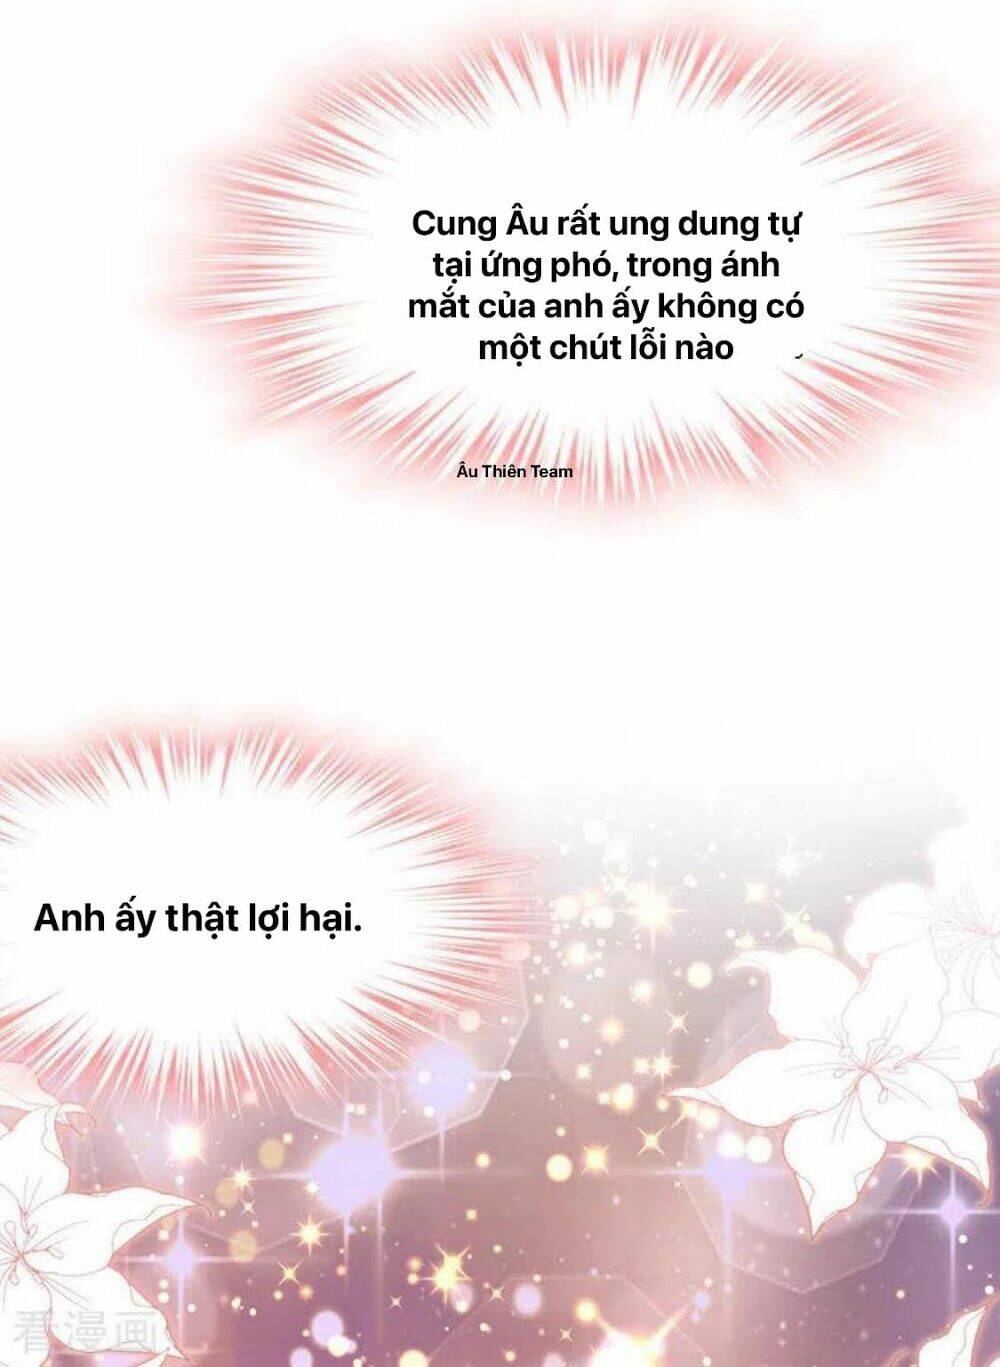 Cung Âu rất ung dung tự
tại ứng phó, trong ánh
mắt của anh ấy không có
một chút lỗi nào
Âu Thiên Team
Anh ấy thật lợi hại.
看漫画